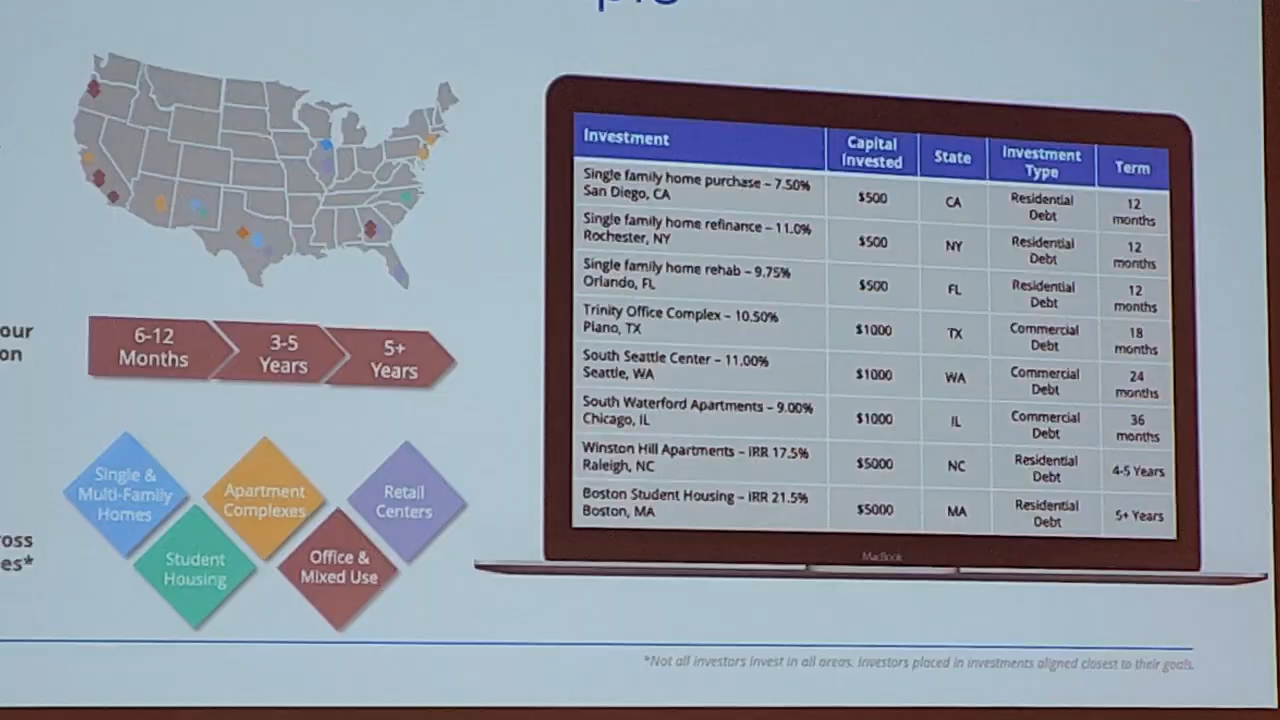 our
on
6-12
Months
3-5
Years
5+
Years
oss
es*
Single &
Multi-Family
Homes
Student
Housing
Apartment
Complexes
Office &
Mixed Use
Retail
Centers
Investment
Capital
Invested
State
Investment
Type
Term
Single family home purchase – 7.50%
San Diego, CA
$500
CA
Residential
Debt
12
months
Single family home refinance – 11.0%
Rochester, NY
$500
NY
Residential
Debt
12
months
Single family home rehab – 9.75%
Orlando, FL
$500
FL
Residential
Debt
12
months
Trinity Office Complex – 10.50%
Plano, TX
$1000
TX
Commercial
Debt
18
months
South Seattle Center – 11.00%
Seattle, WA
$1000
WA
Commercial
Debt
24
months
South Waterford Apartments – 9.00%
Chicago, IL
$1000
IL
Commercial
Debt
36
months
Winston Hill Apartments – IRR 17.5%
Raleigh, NC
$5000
NC
Residential
Debt
4-5 Years
Boston Student Housing – IRR 21.5%
Boston, MA
$5000
MA
Residential
Debt
5+ Years
MacBook
*Not all investors invest in all areas. Investors placed in investments aligned closest to their goals.